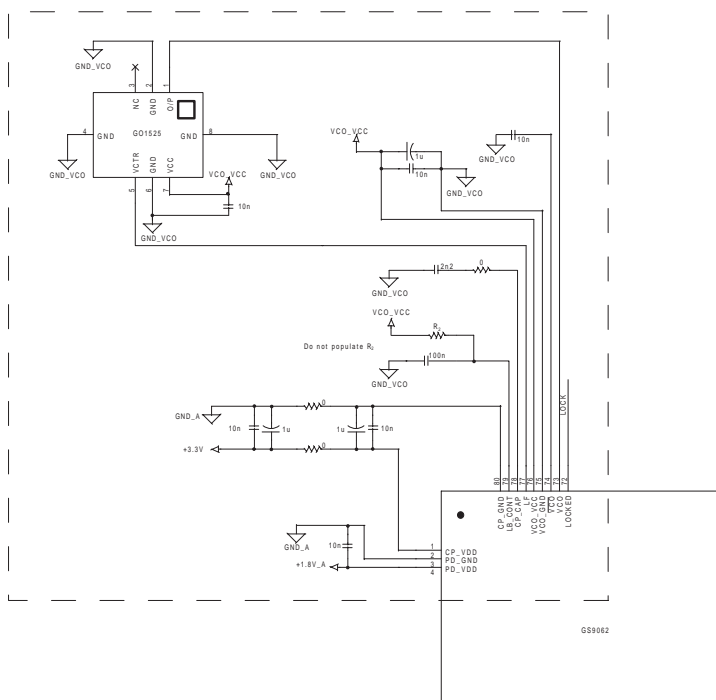 GND_VCO
3
2
1
NC
GND
O/P
4
GND
GO1525
GND
8
GND_VCO
GND_VCO
VCTR
GND
VCC
5
6
7
VCO_VCC
10n
GND_VCO
VCO_VCC
1u
10n
GND_VCO
10n
GND_VCO
2n2
0
GND_VCO
VCO_VCC
R₂
Do not populate R₂
100n
GND_VCO
LOCK
GND_A
10n
1u
0
1u
10n
+3.3V
0
80
79
78
77
76
75
74
73
72
CP_GND
LB_CONT
CP_CAP
LF
VCO_VCC
VCO_GND
VCO
VCO
LOCKED
GND_A
10n
+1.8V_A
1
CP_VDD
2
PD_GND
3
PD_VDD
4
GS9062